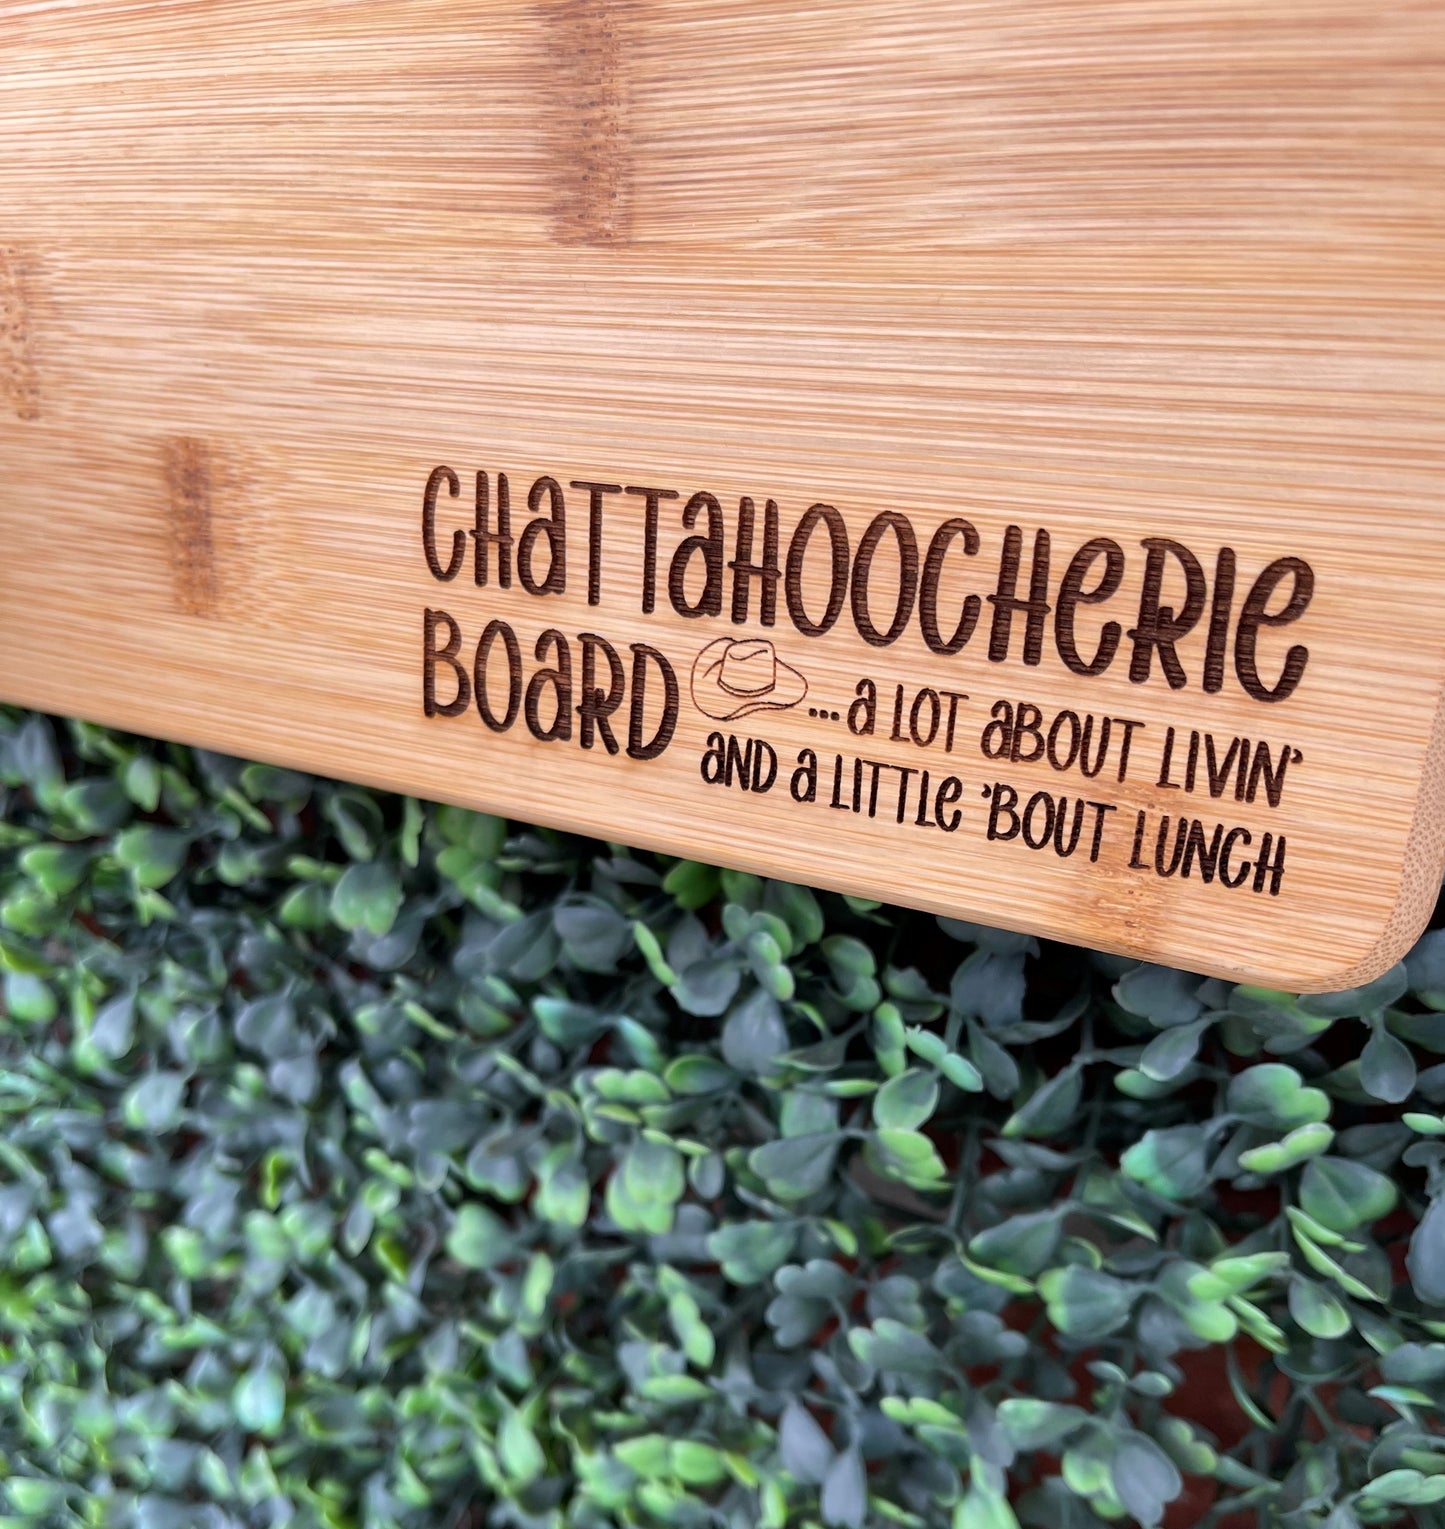 CHATTAHOOCHERIE
BOARD ...A LOT ABOUT LIVIN'
AND A LITTLE 'BOUT LUNCH